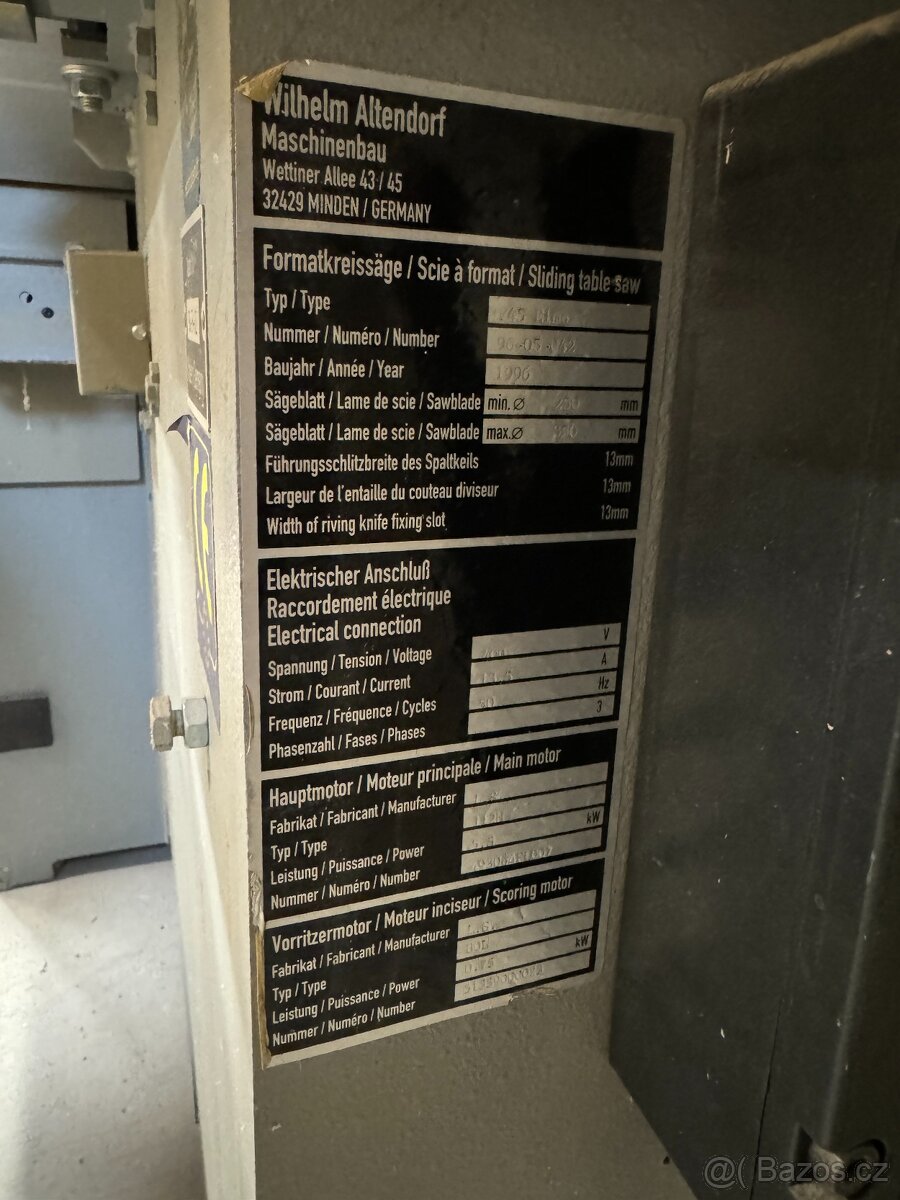 Wilhelm Altendorf
Maschinenbau
Wettiner Allee 43 / 45
32429 MINDEN / GERMANY
Formatkreissäge / Scie à format / Sliding table saw
Typ / Type
Nummer / Numéro / Number
Baujahr / Année / Year 1996
Sägeblatt / Lame de scie / Sawblade min. Ø mm
Sägeblatt / Lame de scie / Sawblade max. Ø mm
Führungsschlitzbreite des Spaltkeils 13mm
Largeur de l'entaille du couteau diviseur 13mm
Width of riving knife fixing slot 13mm
Elektrischer Anschluß
Raccordement électrique
Electrical connection
Spannung / Tension / Voltage V
Strom / Courant / Current A
Frequenz / Fréquence / Cycles Hz
Phasenzahl / Fases / Phases 3
Hauptmotor / Moteur principale / Main motor
Fabrikat / Fabricant / Manufacturer
Typ / Type
Leistung / Puissance / Power kW
Nummer / Numéro / Number
Vorritzermotor / Moteur inciseur / Scoring motor
Fabrikat / Fabricant / Manufacturer
Typ / Type
Leistung / Puissance / Power 0.75 kW
Nummer / Numéro / Number
@( Bazos.cz